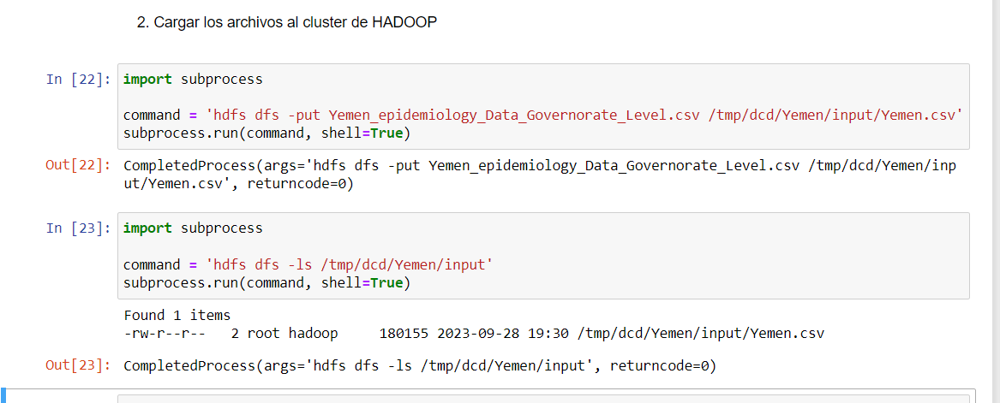 2. Cargar los archivos al cluster de HADOOP
In [22]: import subprocess
command = 'hdfs dfs -put Yemen_epidemiology_Data_Governorate_Level.csv /tmp/dcd/Yemen/input/Yemen.csv'
subprocess.run(command, shell=True)
Out[22]: CompletedProcess(args='hdfs dfs -put Yemen_epidemiology_Data_Governorate_Level.csv /tmp/dcd/Yemen/inp
ut/Yemen.csv', returncode=0)
In [23]: import subprocess
command = 'hdfs dfs -ls /tmp/dcd/Yemen/input'
subprocess.run(command, shell=True)
Found 1 items
-rw-r--r--   2 root hadoop     180155 2023-09-28 19:30 /tmp/dcd/Yemen/input/Yemen.csv
Out[23]: CompletedProcess(args='hdfs dfs -ls /tmp/dcd/Yemen/input', returncode=0)